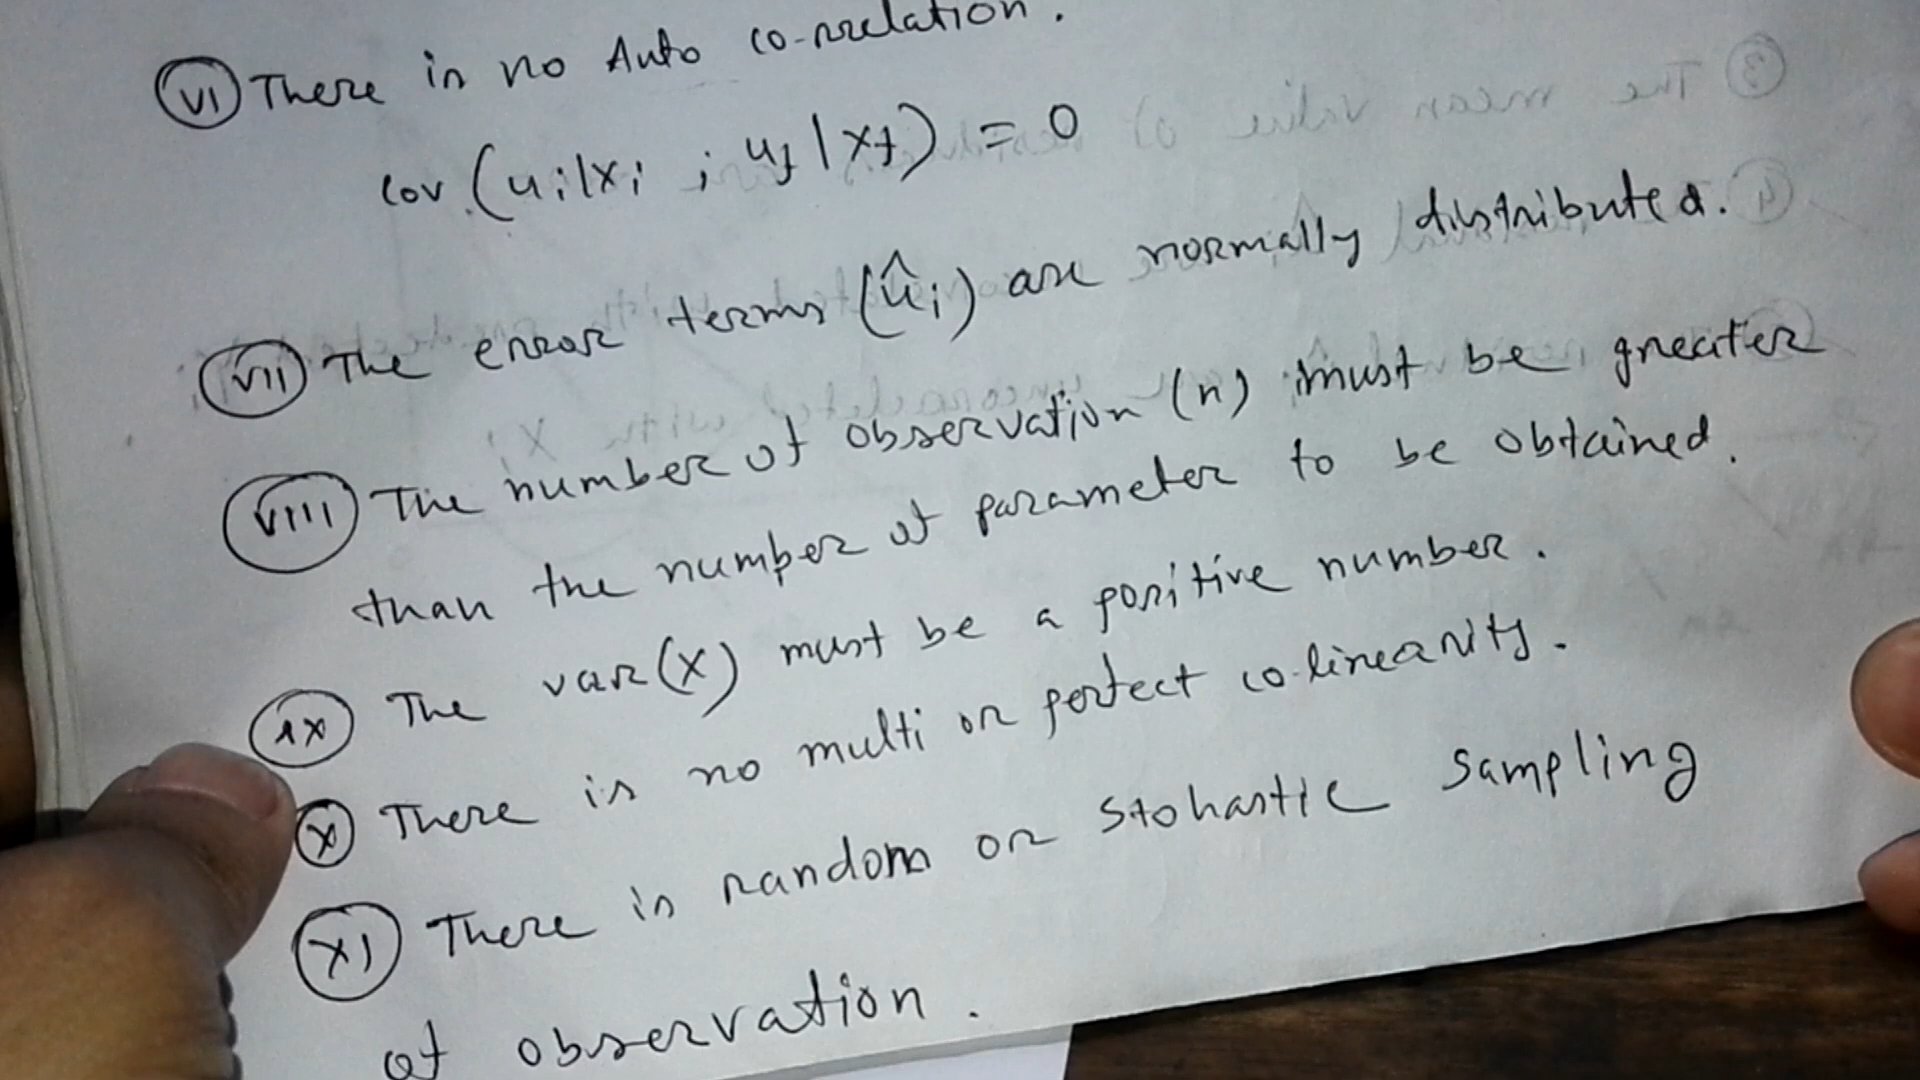 (vi) There is no Auto co-rrelation.
cov. (ui|xi ; uj|xj) = 0
(vii) The error terms (ûi) are normally distributed.
(viii) The number of observation (n) must be greater
than the number of parameter to be obtained.
(ix) The var(x) must be a positive number.
(x) There is no multi or perfect co-linearity.
(xi) There is random or stohastic sampling
of observation.